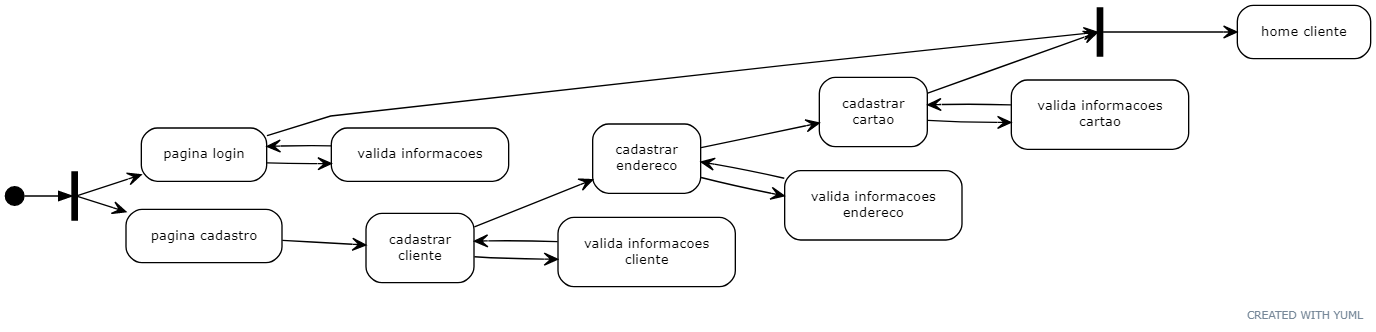 home cliente
cadastrar
cartao
valida informacoes
cartao
pagina login
valida informacoes
cadastrar
endereco
valida informacoes
endereco
pagina cadastro
cadastrar
cliente
valida informacoes
cliente
CREATED WITH YUML